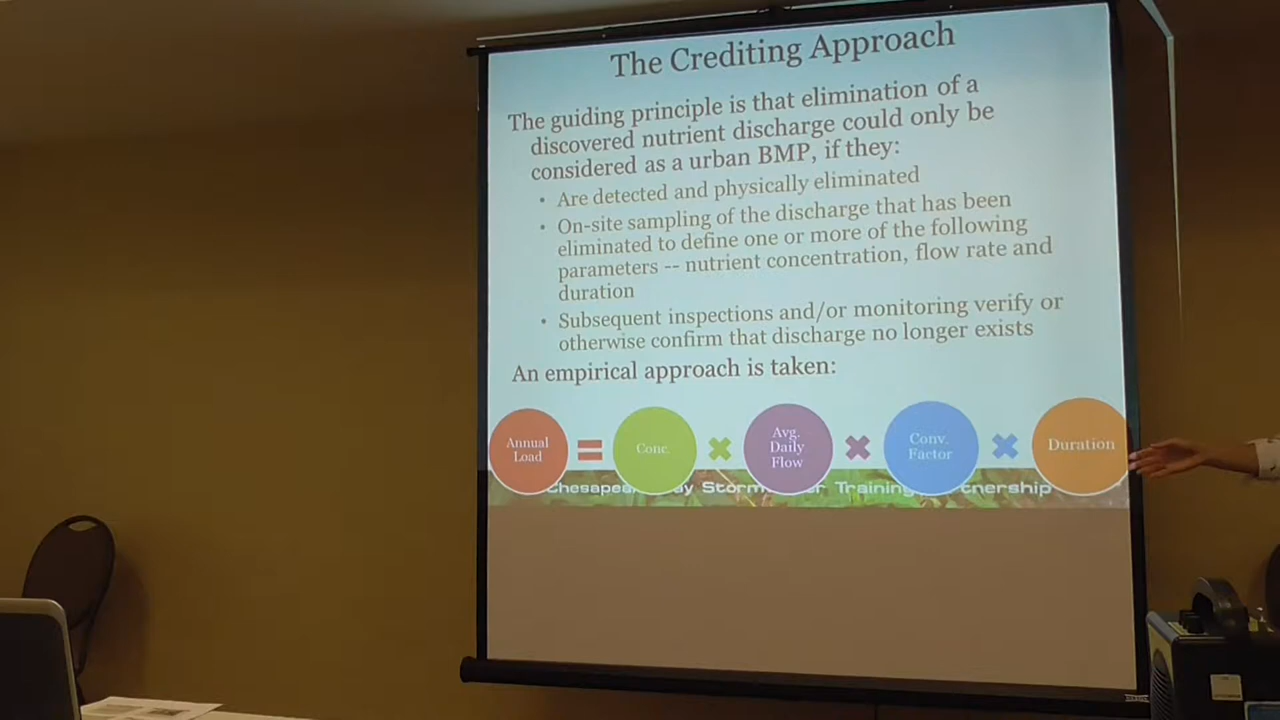 The Crediting Approach
The guiding principle is that elimination of a
discovered nutrient discharge could only be
considered as a urban BMP, if they:
• Are detected and physically eliminated
• On-site sampling of the discharge that has been
eliminated to define one or more of the following
parameters -- nutrient concentration, flow rate and
duration
• Subsequent inspections and/or monitoring verify or
otherwise confirm that discharge no longer exists
An empirical approach is taken:
Annual
Load
=
Conc.
×
Avg.
Daily
Flow
×
Conv.
Factor
×
Duration
Chesapea ay Storm er Training tnership